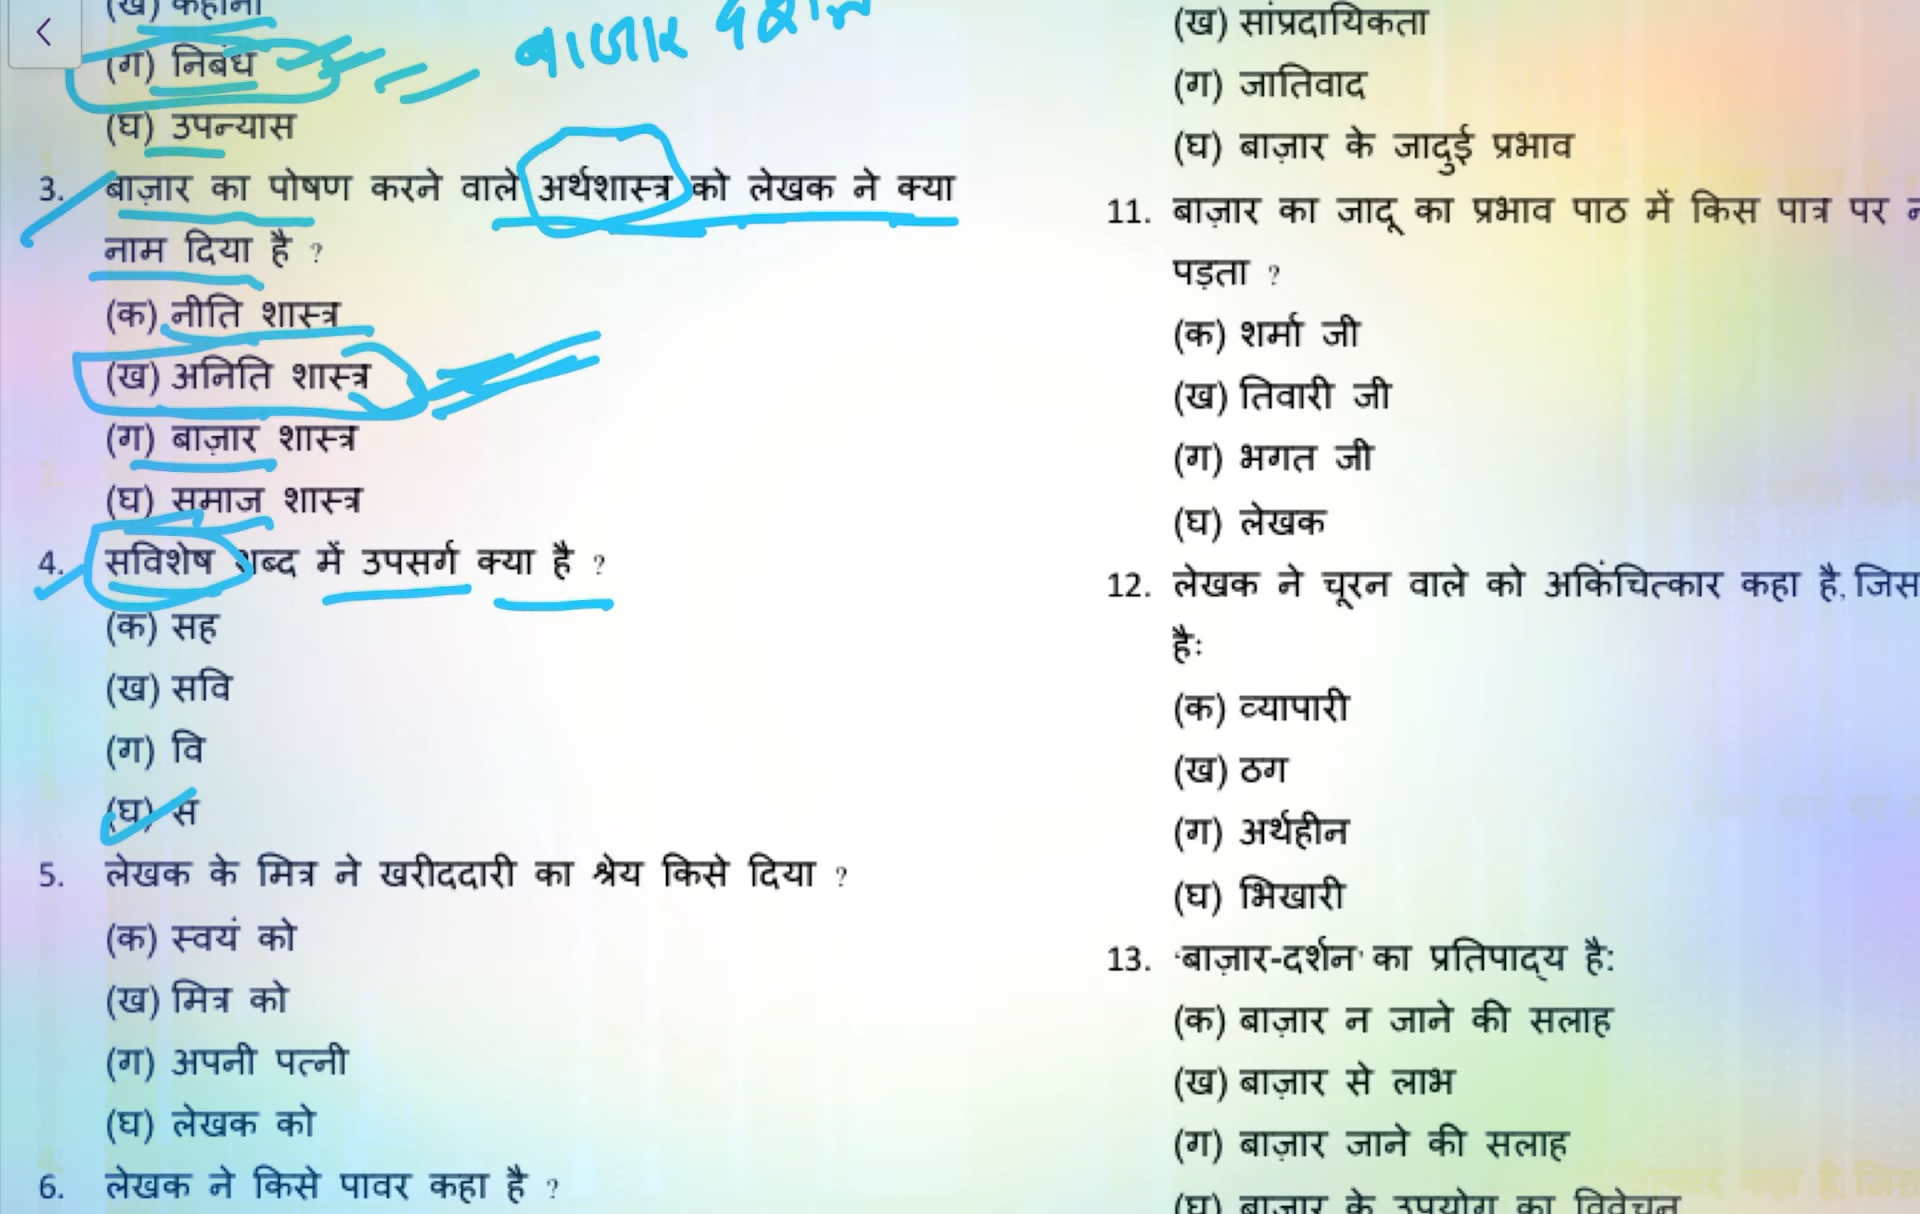 (ख) कहानी
(ग) निबंध
बाजार दर्शन
(घ) उपन्यास
3. बाज़ार का पोषण करने वाले अर्थशास्त्र को लेखक ने क्या
नाम दिया है ?
(क) नीति शास्त्र
(ख) अनिति शास्त्र
(ग) बाज़ार शास्त्र
(घ) समाज शास्त्र
4. सविशेष शब्द में उपसर्ग क्या है ?
(क) सह
(ख) सवि
(ग) वि
(घ) स
5. लेखक के मित्र ने खरीददारी का श्रेय किसे दिया ?
(क) स्वयं को
(ख) मित्र को
(ग) अपनी पत्नी
(घ) लेखक को
6. लेखक ने किसे पावर कहा है ?
(ख) सांप्रदायिकता
(ग) जातिवाद
(घ) बाज़ार के जादुई प्रभाव
11. बाज़ार का जादू का प्रभाव पाठ में किस पात्र पर
पड़ता ?
(क) शर्मा जी
(ख) तिवारी जी
(ग) भगत जी
(घ) लेखक
12. लेखक ने चूरन वाले को अकिंचित्कार कहा है, जिस
है:
(क) व्यापारी
(ख) ठग
(ग) अर्थहीन
(घ) भिखारी
13. 'बाज़ार-दर्शन' का प्रतिपाद्य है:
(क) बाज़ार न जाने की सलाह
(ख) बाज़ार से लाभ
(ग) बाज़ार जाने की सलाह
(घ) बाज़ार के उपयोग का विवेचन